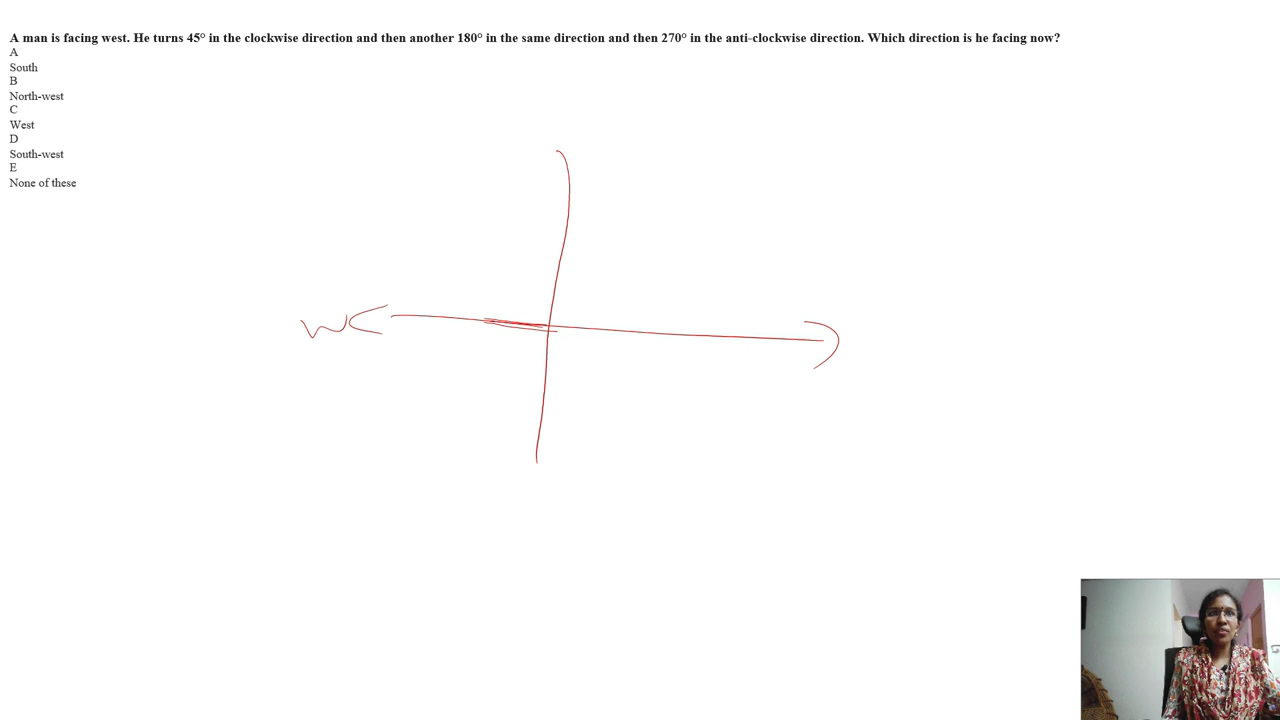 A man is facing west. He turns 45° in the clockwise direction and then another 180° in the same direction and then 270° in the anti-clockwise direction. Which direction is he facing now?
A
South
B
North-west
C
West
D
South-west
E
None of these
W